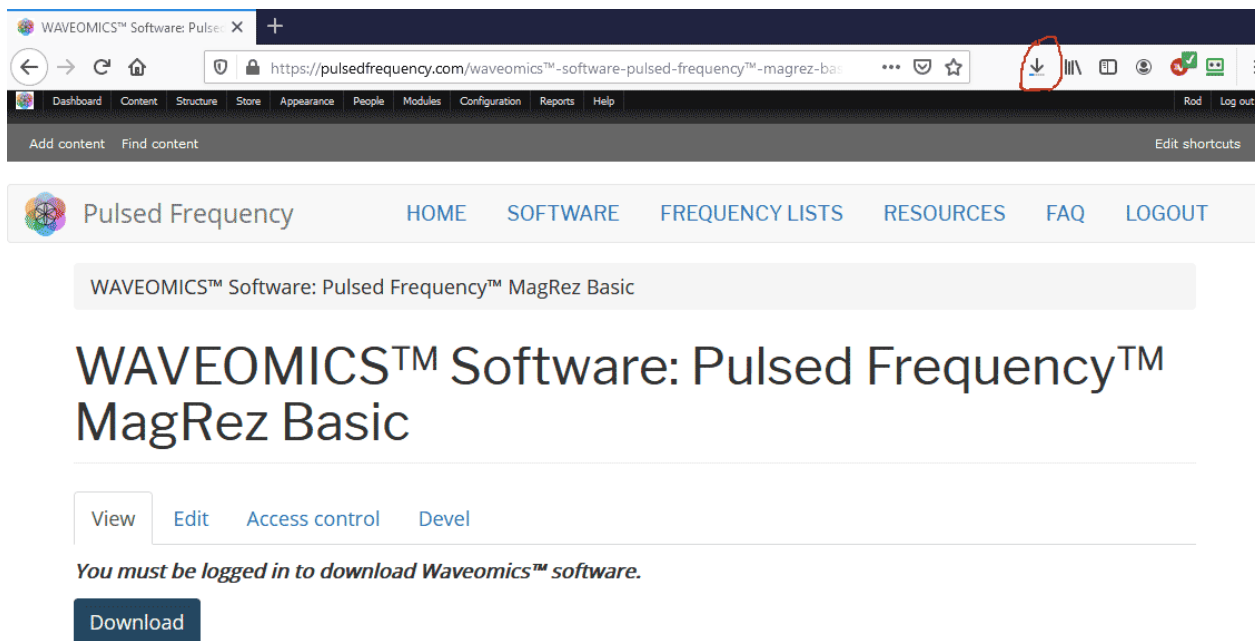 WAVEOMICS™ Software: Pulse
https://pulsedfrequency.com/waveomics™-software-pulsed-frequency™-magrez-bas
Dashboard Content Structure Store Appearance People Modules Configuration Reports Help Rod Log out
Add content Find content Edit shortcuts
Pulsed Frequency HOME SOFTWARE FREQUENCY LISTS RESOURCES FAQ LOGOUT
WAVEOMICS™ Software: Pulsed Frequency™ MagRez Basic
WAVEOMICS™ Software: Pulsed Frequency™
MagRez Basic
View Edit Access control Devel
You must be logged in to download Waveomics™ software.
Download